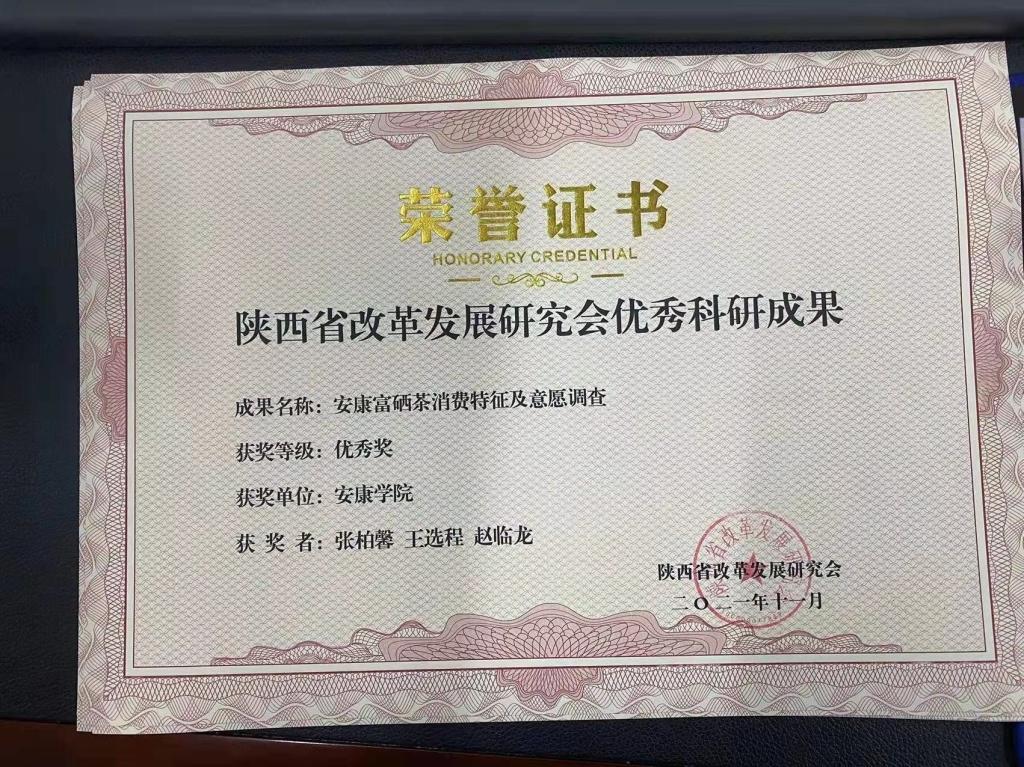 荣誉证书
HONORARY CREDENTIAL
陕西省改革发展研究会优秀科研成果
成果名称：安康富硒茶消费特征及意愿调查
获奖等级：优秀奖
获奖单位：安康学院
获 奖 者：张柏馨 王选程 赵临龙
陕西省改革发展研究会
二〇二一年十一月